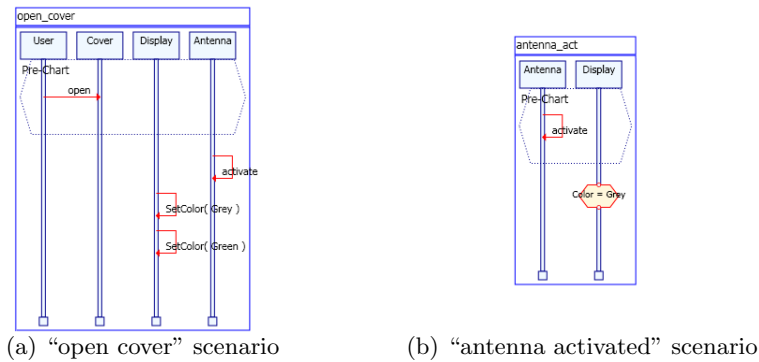 open_cover
User Cover Display Antenna
Pre-Chart
open
activate
SetColor( Grey )
SetColor( Green )
(a) “open cover” scenario
antenna_act
Antenna Display
Pre-Chart
activate
Color = Grey
(b) “antenna activated” scenario